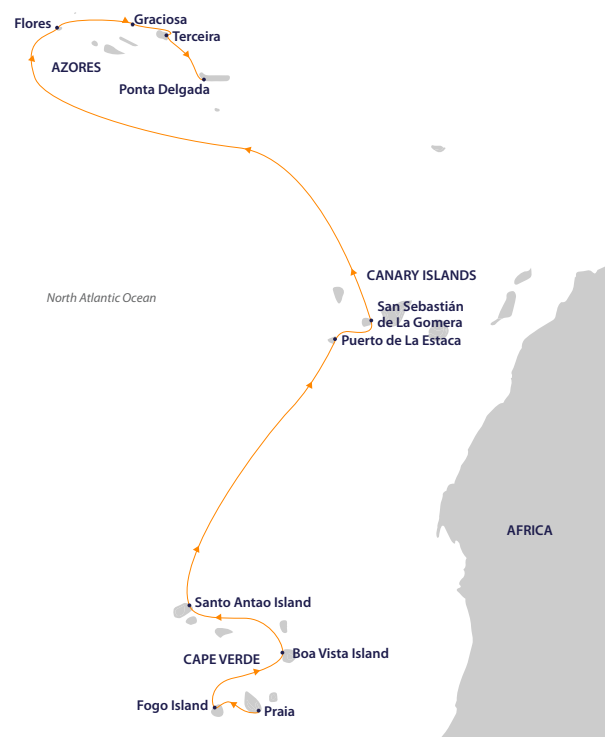 Graciosa
Flores
Terceira
AZORES
Ponta Delgada
CANARY ISLANDS
North Atlantic Ocean
San Sebastián
de La Gomera
Puerto de La Estaca
AFRICA
Santo Antao Island
Boa Vista Island
CAPE VERDE
Fogo Island
Praia